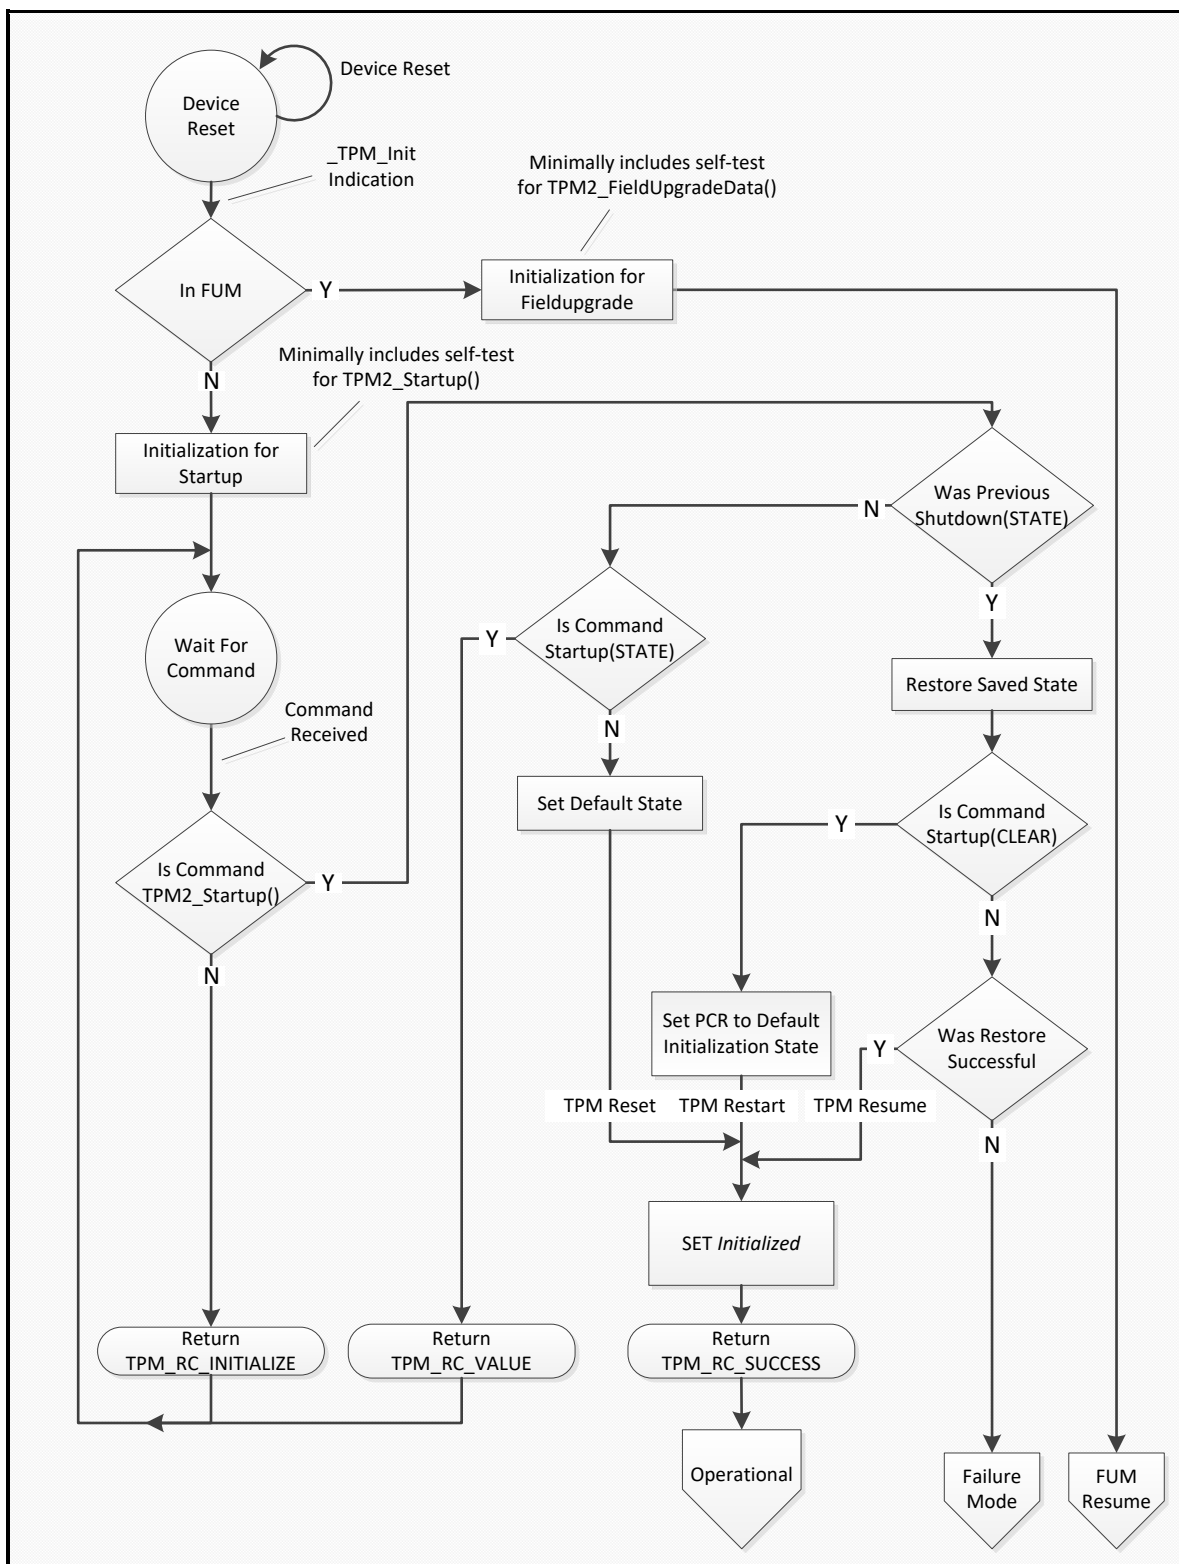 Device Reset
Device
Reset
_TPM_Init
Indication
Minimally includes self-test
for TPM2_FieldUpgradeData()
In FUM
Y
Initialization for
Fieldupgrade
N
Minimally includes self-test
for TPM2_Startup()
Initialization for
Startup
Was Previous
Shutdown(STATE)
N
Y
Is Command
Startup(STATE)
Y
N
Wait For
Command
Restore Saved State
Command
Received
Set Default State
Is Command
Startup(CLEAR)
Y
N
Is Command
TPM2_Startup()
Y
N
Set PCR to Default
Initialization State
Was Restore
Successful
Y
N
TPM Reset
TPM Restart
TPM Resume
SET Initialized
Return
TPM_RC_INITIALIZE
Return
TPM_RC_VALUE
Return
TPM_RC_SUCCESS
Operational
Failure
Mode
FUM
Resume